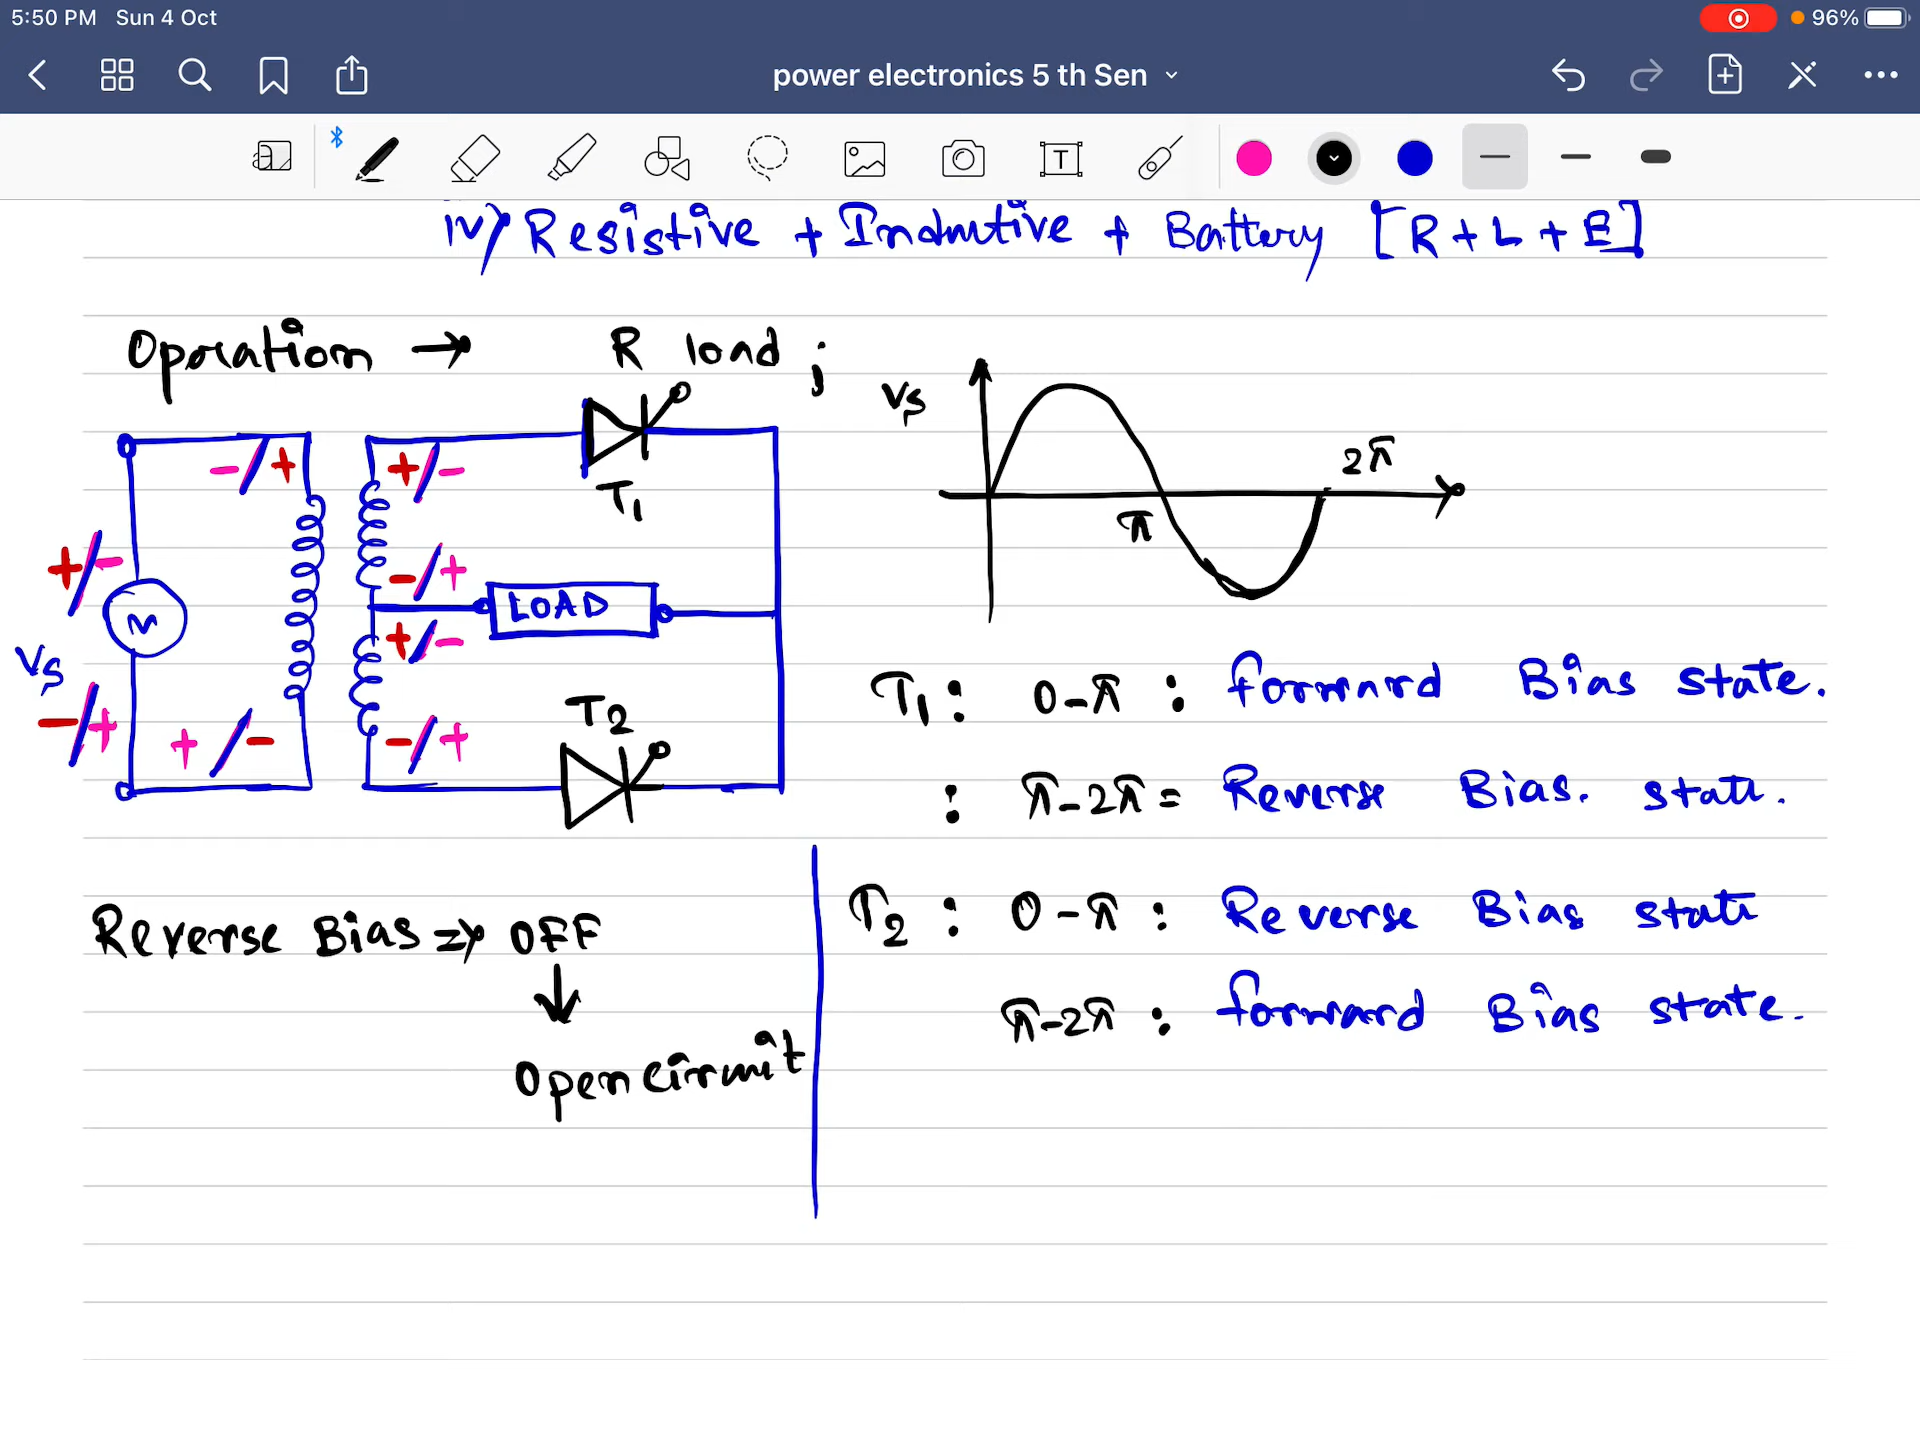 5:50 PM Sun 4 Oct
96%
power electronics 5 th Sen
T
iv) Resistive + Inductive + Battery [R+L+E]
Operation → R load ;
Vs
2π
π
+/-
-/+
+/-
-/+
+/-
-/+
+/-
-/+
T1
LOAD
T2
Vs
T1 : 0-π : forward Bias state.
: π-2π = Reverse Bias. state.
T2 : 0-π : Reverse Bias state
π-2π : forward Bias state.
Reverse Bias => OFF
↓
Open circuit